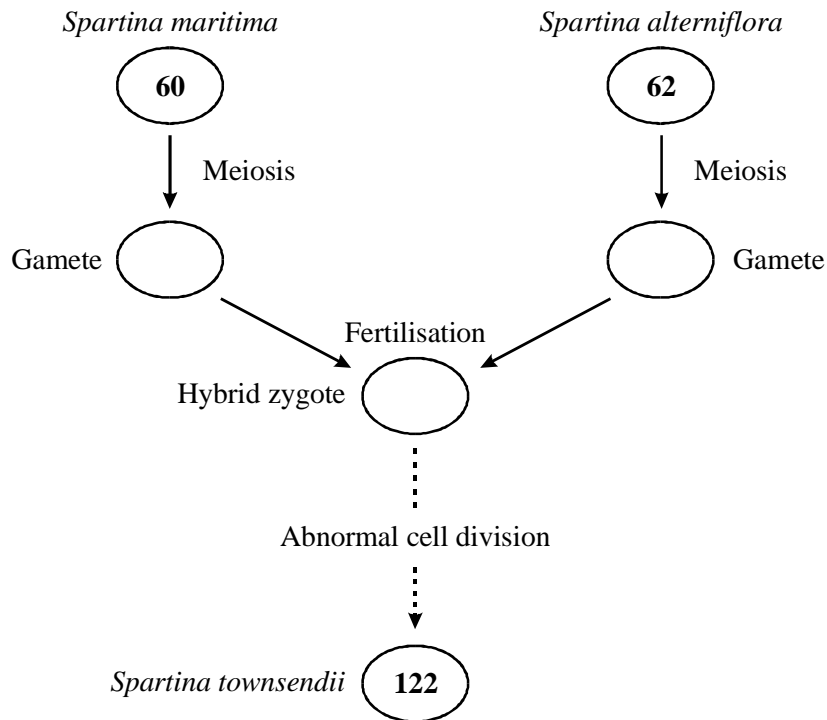 Spartina maritima
Spartina alterniflora
60
62
Meiosis
Meiosis
Gamete
Gamete
Fertilisation
Hybrid zygote
Abnormal cell division
Spartina townsendii
122